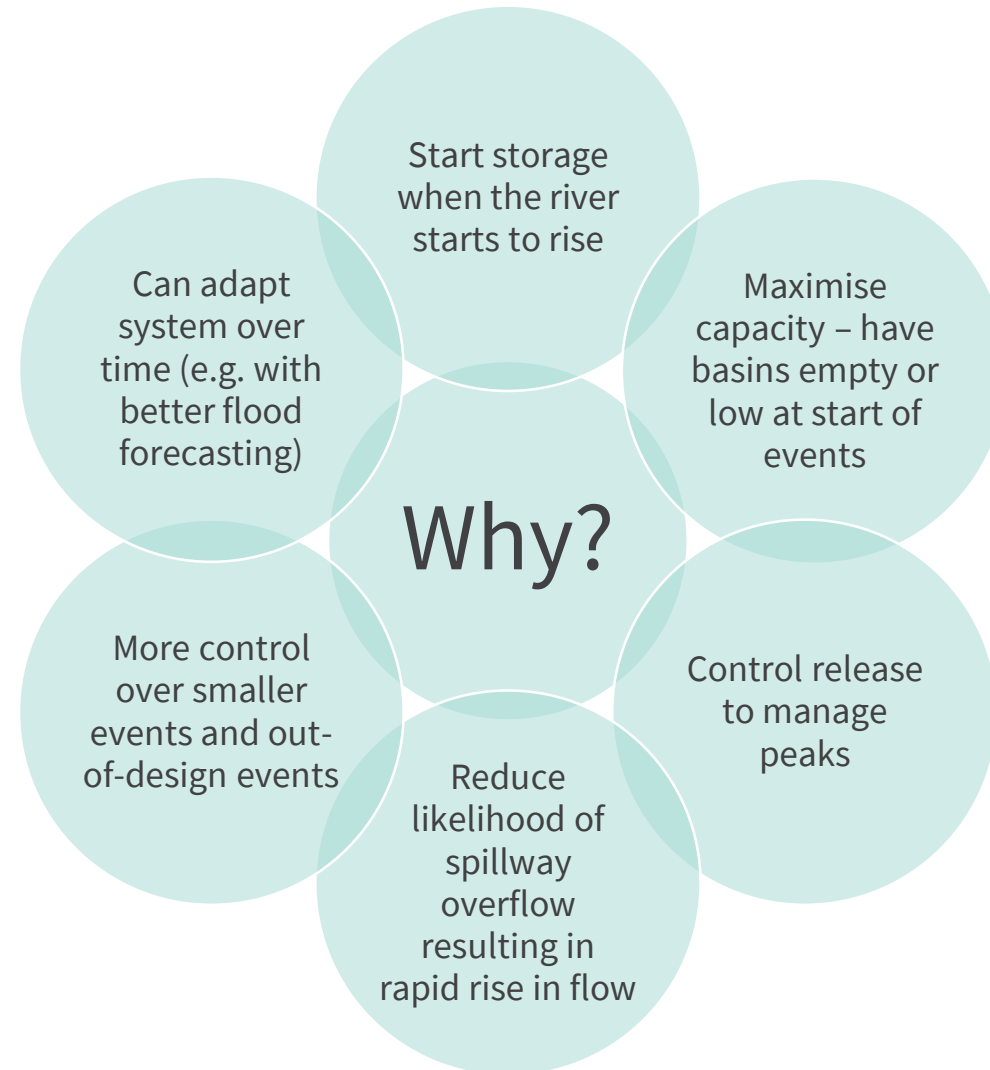 Start storage
when the river
starts to rise
Maximise
capacity – have
basins empty or
low at start of
events
Control release
to manage
peaks
Reduce
likelihood of
spillway
overflow
resulting in
rapid rise in flow
More control
over smaller
events and out-
of-design events
Can adapt
system over
time (e.g. with
better flood
forecasting)
Why?